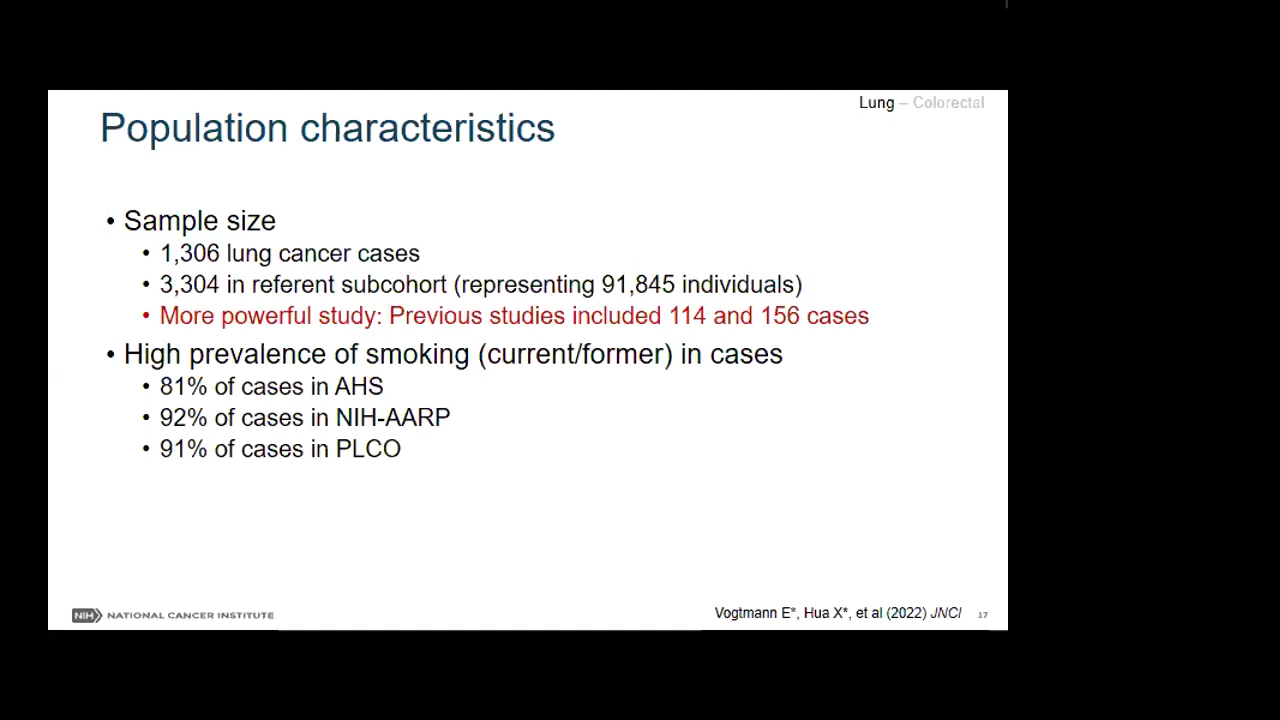 Lung – Colorectal
Population characteristics
• Sample size
• 1,306 lung cancer cases
• 3,304 in referent subcohort (representing 91,845 individuals)
• More powerful study: Previous studies included 114 and 156 cases
• High prevalence of smoking (current/former) in cases
• 81% of cases in AHS
• 92% of cases in NIH-AARP
• 91% of cases in PLCO
NIH NATIONAL CANCER INSTITUTE
Vogtmann E*, Hua X*, et al (2022) JNCI
17